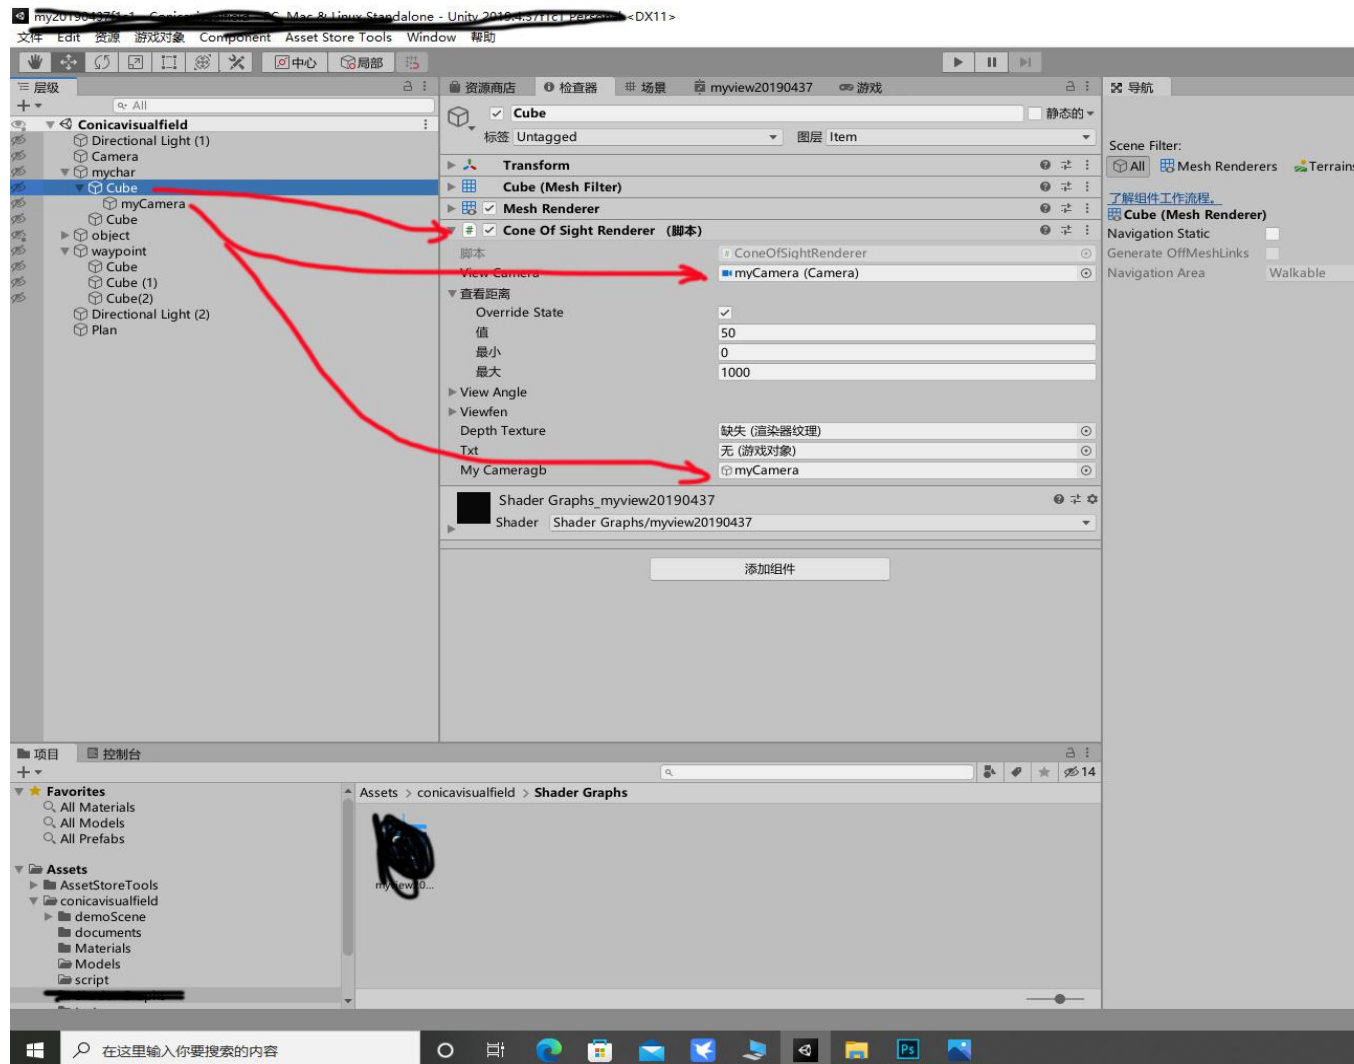 文件 Edit 资源 游戏对象 Component Asset Store Tools Window 帮助
中心 局部
层级
All
Conicavisualfield
Directional Light (1)
Camera
mychar
Cube
myCamera
Cube
object
waypoint
Cube
Cube (1)
Cube(2)
Directional Light (2)
Plan
资源商店 检查器 场景 myview20190437 游戏
Cube 静态的
标签 Untagged 图层 Item
Transform
Cube (Mesh Filter)
Mesh Renderer
Cone Of Sight Renderer (脚本)
脚本 ConeOfSightRenderer
View Camera myCamera (Camera)
查看距离
Override State
值 50
最小 0
最大 1000
View Angle
Viewfen
Depth Texture 缺失 (渲染器纹理)
Txt 无 (游戏对象)
My Cameragb myCamera
Shader Graphs_myview20190437
Shader Shader Graphs/myview20190437
添加组件
导航
Scene Filter:
All Mesh Renderers Terrains
了解组件工作流程。
Cube (Mesh Renderer)
Navigation Static
Generate OffMeshLinks
Navigation Area Walkable
项目 控制台
14
Favorites
All Materials
All Models
All Prefabs
Assets
AssetStoreTools
conicavisualfield
demoScene
documents
Materials
Models
script
Assets > conicavisualfield > Shader Graphs
在这里输入你要搜索的内容
Ps